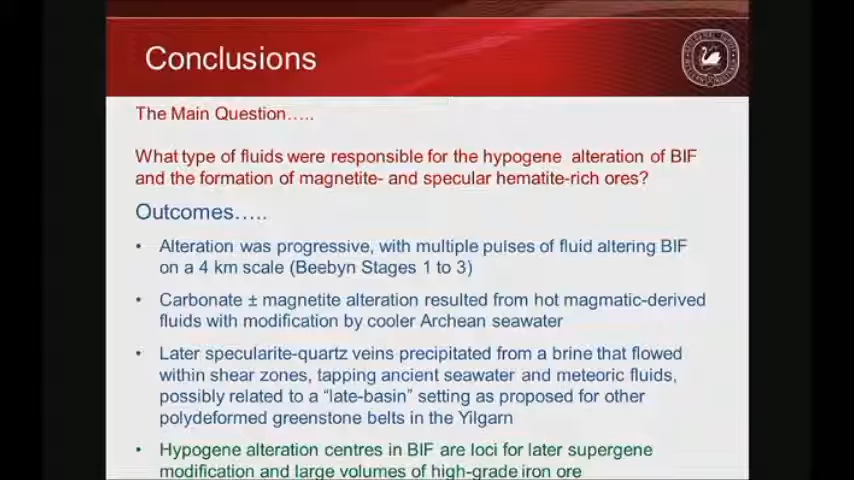 Conclusions
The Main Question…..
What type of fluids were responsible for the hypogene alteration of BIF
and the formation of magnetite- and specular hematite-rich ores?
Outcomes…..
• Alteration was progressive, with multiple pulses of fluid altering BIF
on a 4 km scale (Beebyn Stages 1 to 3)
• Carbonate ± magnetite alteration resulted from hot magmatic-derived
fluids with modification by cooler Archean seawater
• Later specularite-quartz veins precipitated from a brine that flowed
within shear zones, tapping ancient seawater and meteoric fluids,
possibly related to a “late-basin” setting as proposed for other
polydeformed greenstone belts in the Yilgarn
• Hypogene alteration centres in BIF are loci for later supergene
modification and large volumes of high-grade iron ore